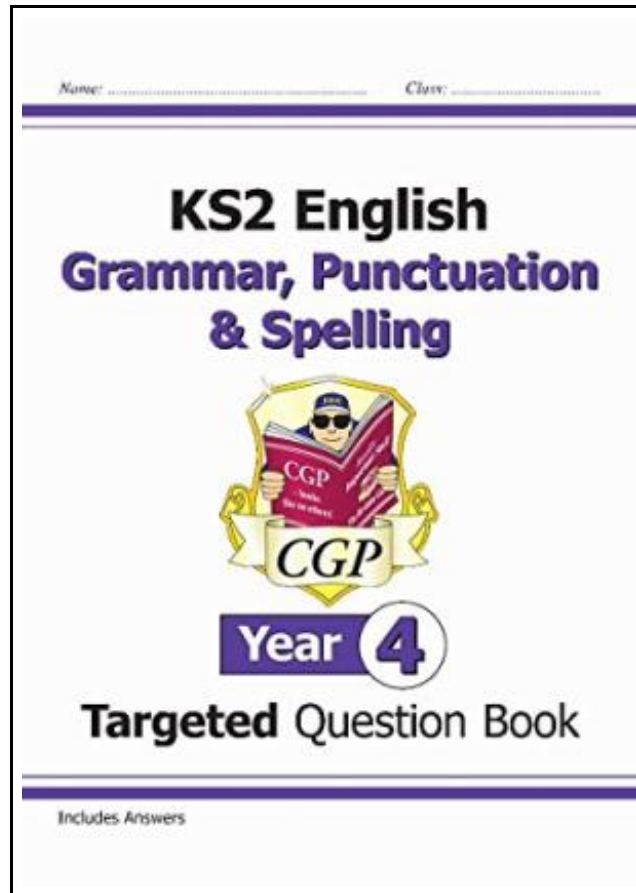 Name: ............................................................ Class: ...................................
KS2 English
Grammar, Punctuation
& Spelling
CGP
CGP
Year 4
Targeted Question Book
Includes Answers